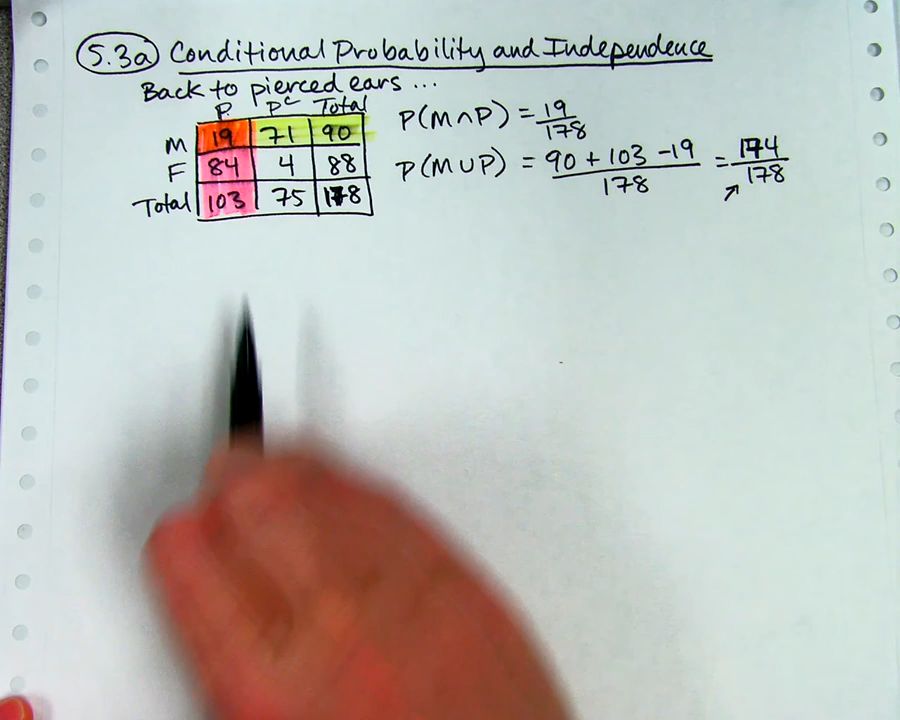 5.3a Conditional Probability and Independence
Back to pierced ears ...
P Pᶜ Total
M 19 71 90
F 84 4 88
Total 103 75 178
P(M∩P) = 19/178
P(M∪P) = 90 + 103 - 19/178 = 174/178